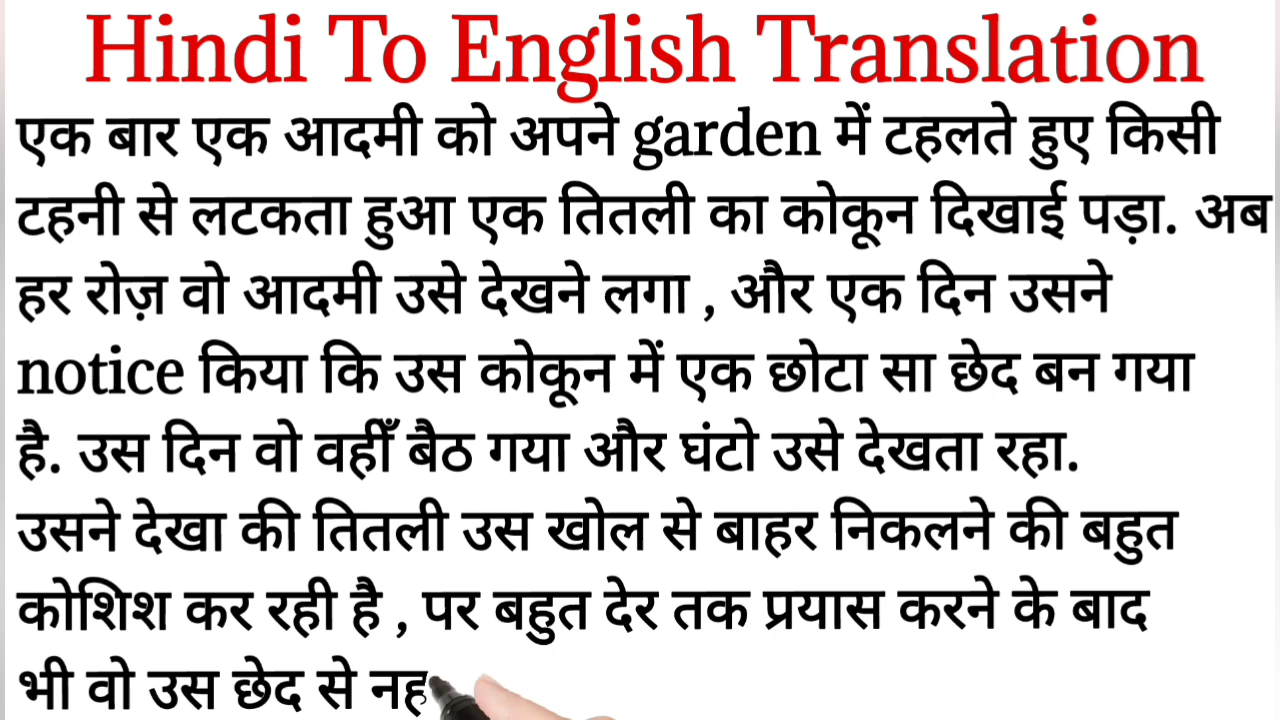 Hindi To English Translation
एक बार एक आदमी को अपने garden में टहलते हुए किसी
टहनी से लटकता हुआ एक तितली का कोकून दिखाई पड़ा. अब
हर रोज़ वो आदमी उसे देखने लगा , और एक दिन उसने
notice किया कि उस कोकून में एक छोटा सा छेद बन गया
है. उस दिन वो वहीँ बैठ गया और घंटो उसे देखता रहा.
उसने देखा की तितली उस खोल से बाहर निकलने की बहुत
कोशिश कर रही है , पर बहुत देर तक प्रयास करने के बाद
भी वो उस छेद से